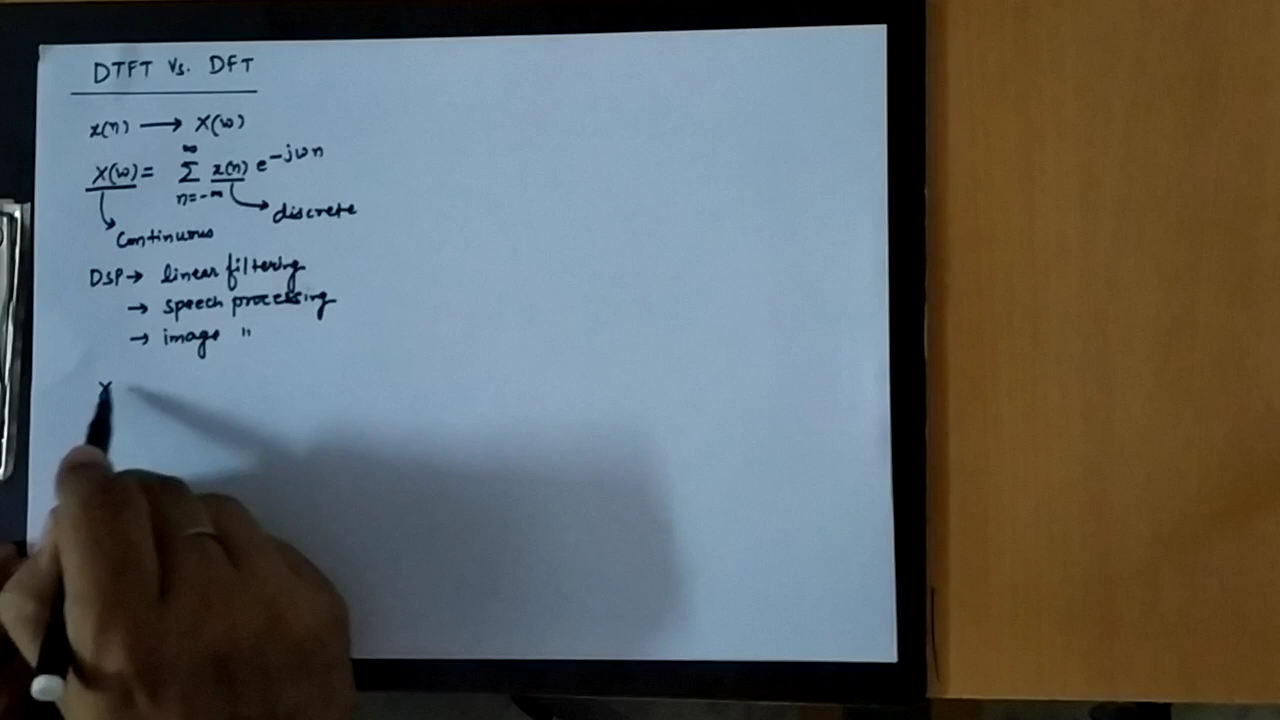 DTFT Vs. DFT
x(n) → X(ω)
X(ω) = ∞ Σ n=-∞ x(n) e^-jωn
discrete
Continuous
DSP → linear filtering
→ speech processing
→ image "
X